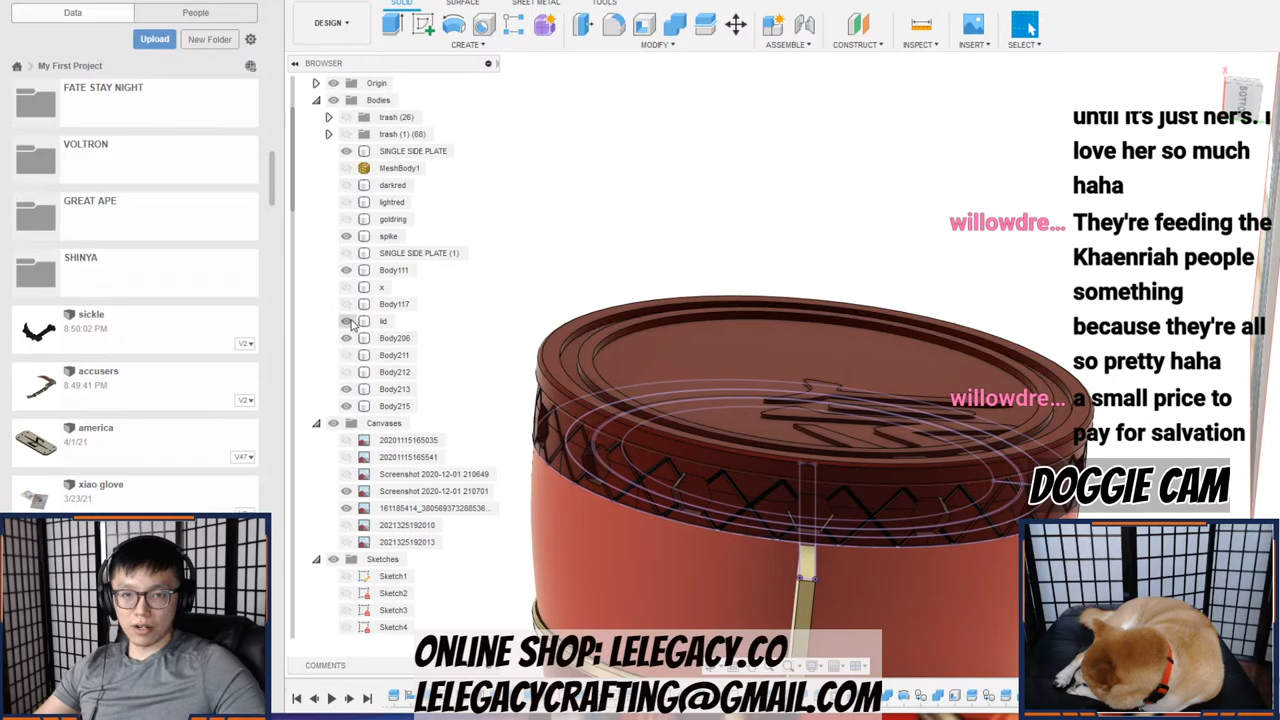 Data
People
Upload
New Folder
My First Project
FATE STAY NIGHT
VOLTRON
GREAT APE
SHINYA
sickle
8:50:02 PM
V2
accusers
8:49:41 PM
V2
america
4/1/21
V47
xiao glove
3/23/21
DESIGN
SOLID
SURFACE
SHEET METAL
TOOLS
CREATE
MODIFY
ASSEMBLE
CONSTRUCT
INSPECT
INSERT
SELECT
BROWSER
Origin
Bodies
trash (26)
trash (1) (68)
SINGLE SIDE PLATE
MeshBody1
darkred
lightred
goldring
spike
SINGLE SIDE PLATE (1)
Body111
x
Body117
lid
Body206
Body211
Body212
Body213
Body215
Canvases
20201115165035
20201115165541
Screenshot 2020-12-01 210649
Screenshot 2020-12-01 210701
161185414_380569373288536...
2021325192010
2021325192013
Sketches
Sketch1
Sketch2
Sketch3
Sketch4
COMMENTS
X
BOTTOM
until it's just her's. I
love her so much
haha
willowdre... They're feeding the
Khaenriah people
something
because they're all
so pretty haha
willowdre... a small price to
pay for salvation
DOGGIE CAM
ONLINE SHOP: LELEGACY.CO
LELEGACYCRAFTING@GMAIL.COM